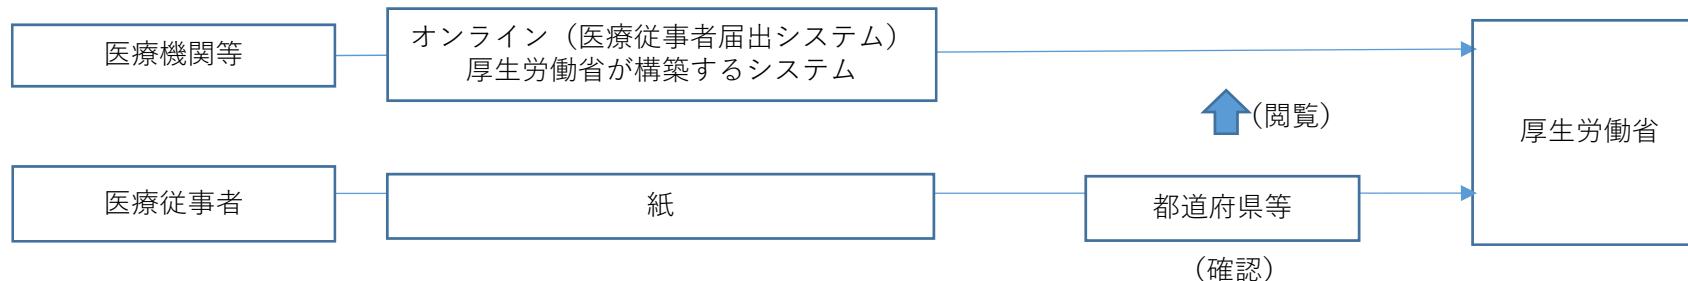 医療機関等
オンライン（医療従事者届出システム）
厚生労働省が構築するシステム
（閲覧）
厚生労働省
医療従事者
紙
都道府県等
（確認）